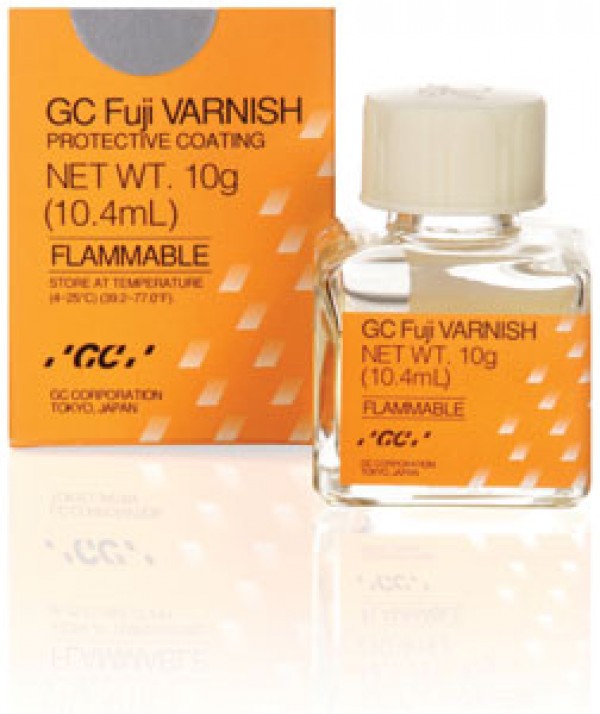 GC Fuji VARNISH
PROTECTIVE COATING
NET WT. 10g
(10.4mL)
FLAMMABLE
STORE AT TEMPERATURE
(4-25°C) (39.2-77.0°F).
GC
GC CORPORATION
TOKYO, JAPAN
GC Fuji VARNISH
NET WT. 10g
(10.4mL)
FLAMMABLE
GC
GC CORPORATION
TOKYO, JAPAN